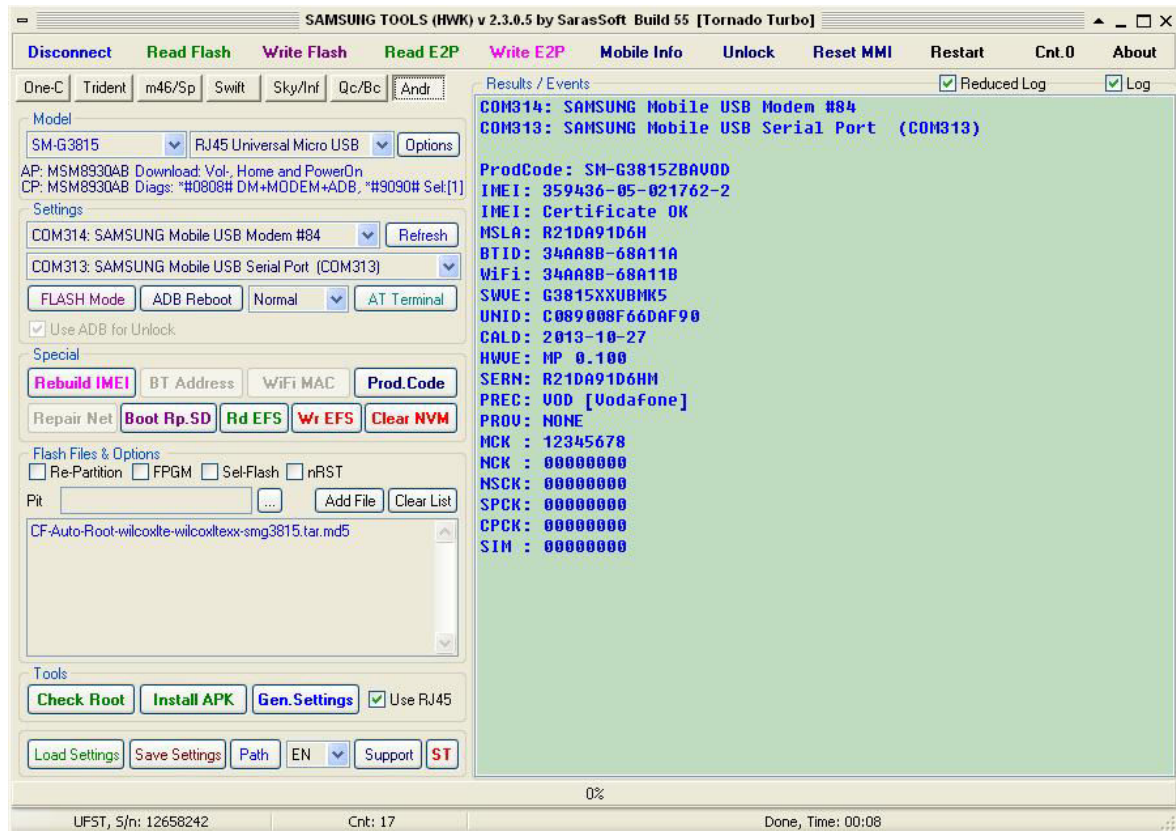 SAMSUNG TOOLS (HWK) v 2.3.0.5 by SarasSoft Build 55 [Tornado Turbo]
Disconnect Read Flash Write Flash Read E2P Write E2P Mobile Info Unlock Reset MMI Restart Cnt.0 About
One-C Trident m46/Sp Swift Sky/Inf Qc/Bc Andr
Model
SM-G3815 RJ45 Universal Micro USB Options
AP: MSM8930AB Download: Vol-, Home and PowerOn
CP: MSM8930AB Diags: *#0808# DM+MODEM+ADB, *#9090# Sel:[1]
Settings
COM314: SAMSUNG Mobile USB Modem #84 Refresh
COM313: SAMSUNG Mobile USB Serial Port (COM313)
FLASH Mode ADB Reboot Normal AT Terminal
Use ADB for Unlock
Special
Rebuild IMEI BT Address WiFi MAC Prod.Code
Repair Net Boot Rp.SD Rd EFS Wr EFS Clear NVM
Flash Files & Options
Re-Partition FPGM Sel-Flash nRST
Pit ... Add File Clear List
CF-Auto-Root-wilcoxlte-wilcoxltexx-smg3815.tar.md5
Tools
Check Root Install APK Gen.Settings Use RJ45
Load Settings Save Settings Path EN Support ST
Results / Events Reduced Log Log
COM314: SAMSUNG Mobile USB Modem #84
COM313: SAMSUNG Mobile USB Serial Port (COM313)
ProdCode: SM-G3815ZBAVOD
IMEI: 359436-05-021762-2
IMEI: Certificate OK
MSLA: R21DA91D6H
BTID: 34AA8B-68A11A
WiFi: 34AA8B-68A11B
SWVE: G3815XXUBMK5
UNID: C089008F66DAF90
CALD: 2013-10-27
HWVE: MP 0.100
SERN: R21DA91D6HM
PREC: VOD [Vodafone]
PROV: NONE
MCK : 12345678
NCK : 00000000
NSCK: 00000000
SPCK: 00000000
CPCK: 00000000
SIM : 00000000
0%
UFST, S/n: 12658242 Cnt: 17 Done, Time: 00:08